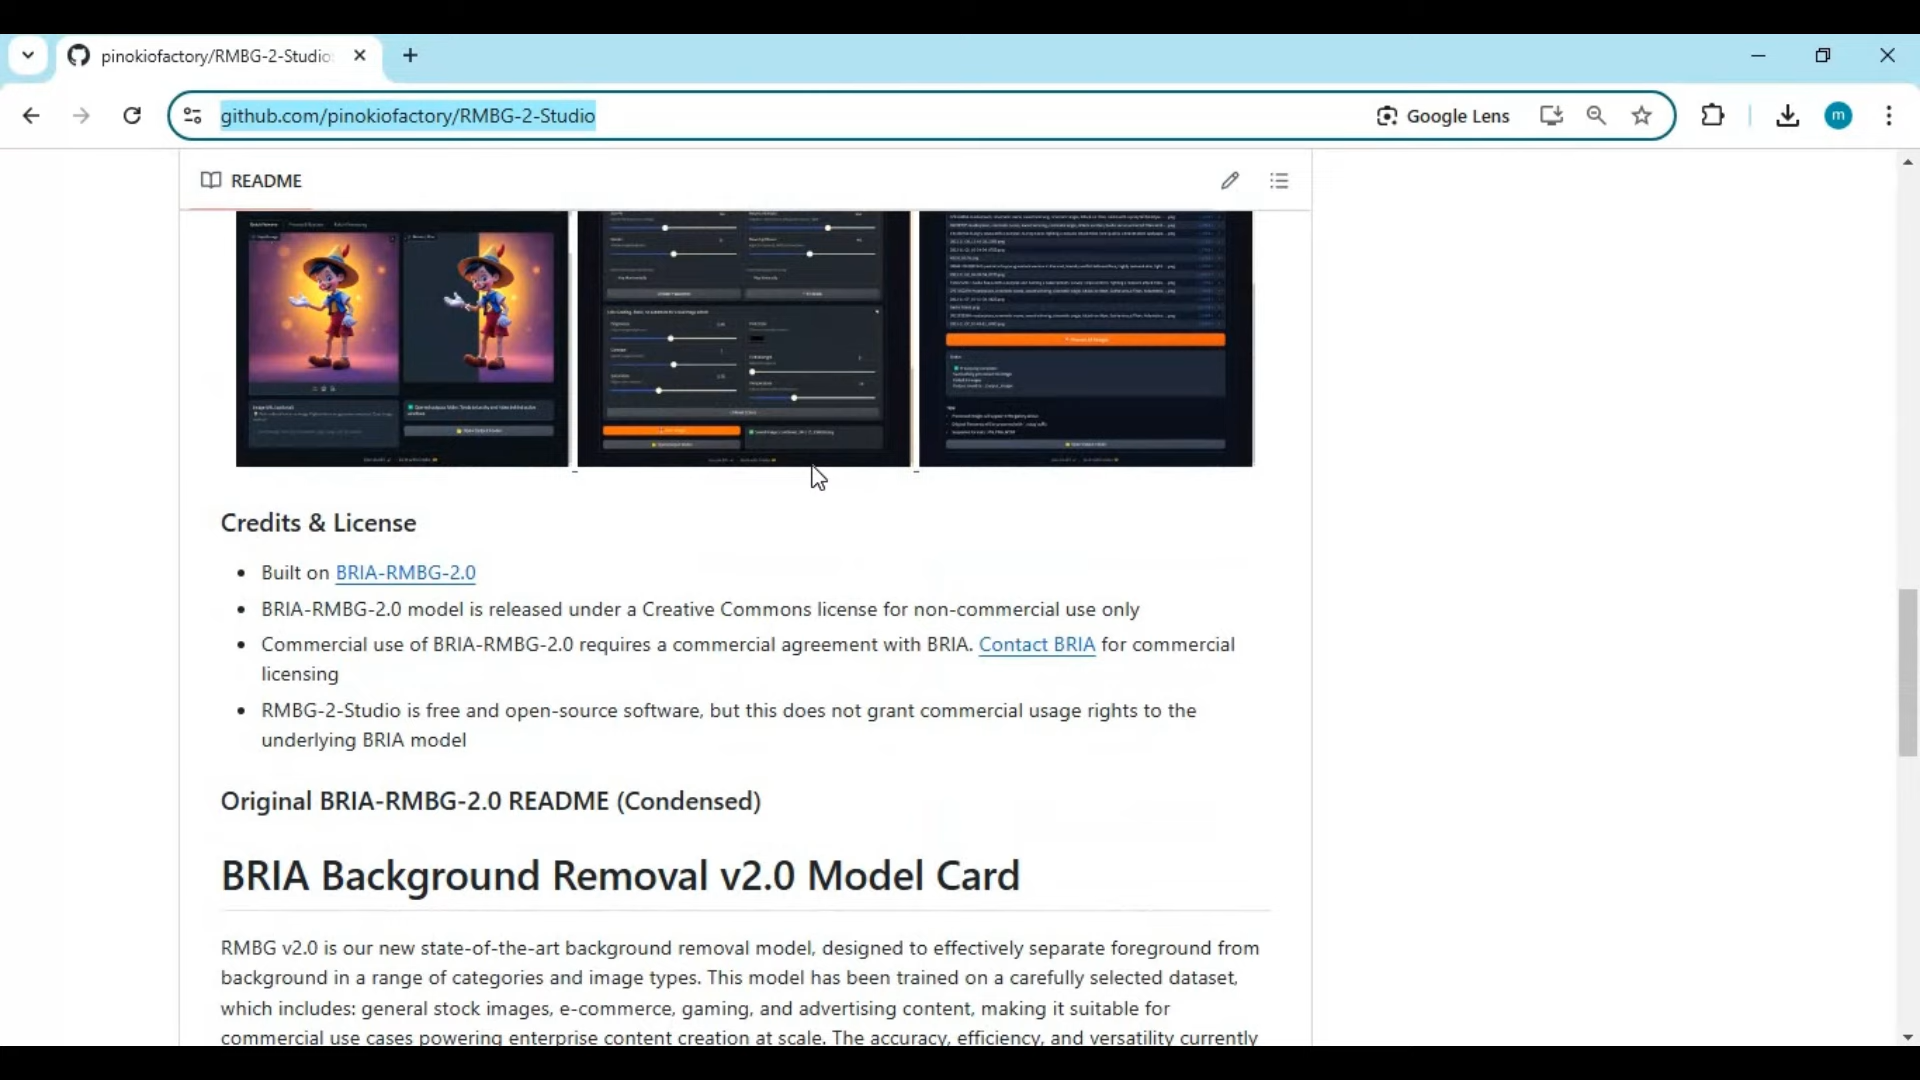 pinokiofactory/RMBG-2-Studio
github.com/pinokiofactory/RMBG-2-Studio
Google Lens
m
README
Credits & License
Built on BRIA-RMBG-2.0
BRIA-RMBG-2.0 model is released under a Creative Commons license for non-commercial use only
Commercial use of BRIA-RMBG-2.0 requires a commercial agreement with BRIA. Contact BRIA for commercial
licensing
RMBG-2-Studio is free and open-source software, but this does not grant commercial usage rights to the
underlying BRIA model
Original BRIA-RMBG-2.0 README (Condensed)
BRIA Background Removal v2.0 Model Card
RMBG v2.0 is our new state-of-the-art background removal model, designed to effectively separate foreground from
background in a range of categories and image types. This model has been trained on a carefully selected dataset,
which includes: general stock images, e-commerce, gaming, and advertising content, making it suitable for
commercial use cases powering enterprise content creation at scale. The accuracy, efficiency, and versatility currently